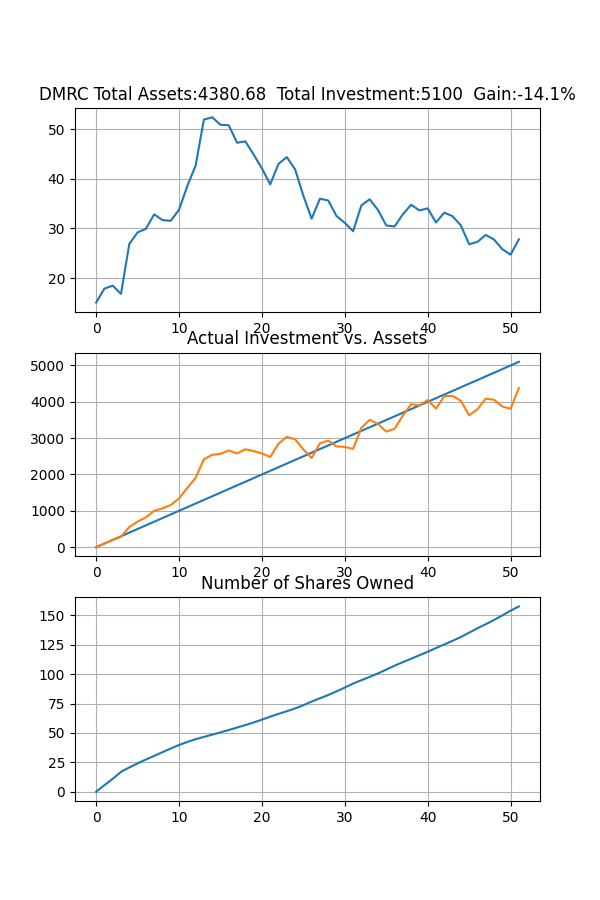 DMRC Total Assets:4380.68  Total Investment:5100  Gain:-14.1%
50
40
30
20
0 10 20 30 40 50
Actual Investment vs. Assets
5000
4000
3000
2000
1000
0
0 10 20 30 40 50
Number of Shares Owned
150
125
100
75
50
25
0
0 10 20 30 40 50